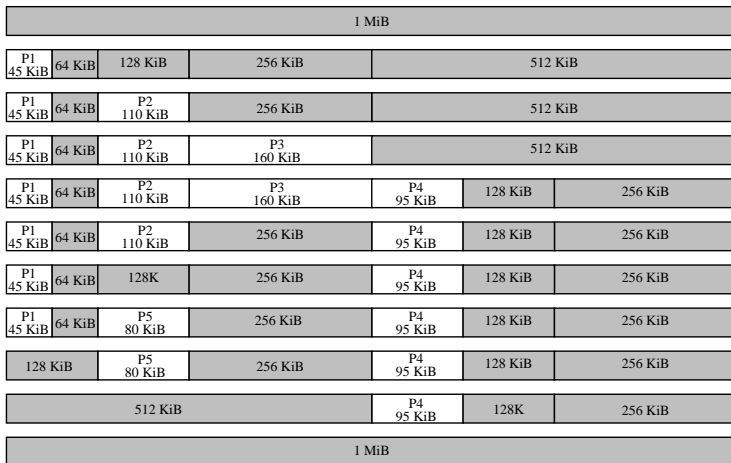 1 MiB
P1
45 KiB
64 KiB
128 KiB
256 KiB
512 KiB
P1
45 KiB
64 KiB
P2
110 KiB
256 KiB
512 KiB
P1
45 KiB
64 KiB
P2
110 KiB
P3
160 KiB
512 KiB
P1
45 KiB
64 KiB
P2
110 KiB
P3
160 KiB
P4
95 KiB
128 KiB
256 KiB
P1
45 KiB
64 KiB
P2
110 KiB
256 KiB
P4
95 KiB
128 KiB
256 KiB
P1
45 KiB
64 KiB
128K
256 KiB
P4
95 KiB
128 KiB
256 KiB
P1
45 KiB
64 KiB
P5
80 KiB
256 KiB
P4
95 KiB
128 KiB
256 KiB
128 KiB
P5
80 KiB
256 KiB
P4
95 KiB
128 KiB
256 KiB
512 KiB
P4
95 KiB
128K
256 KiB
1 MiB